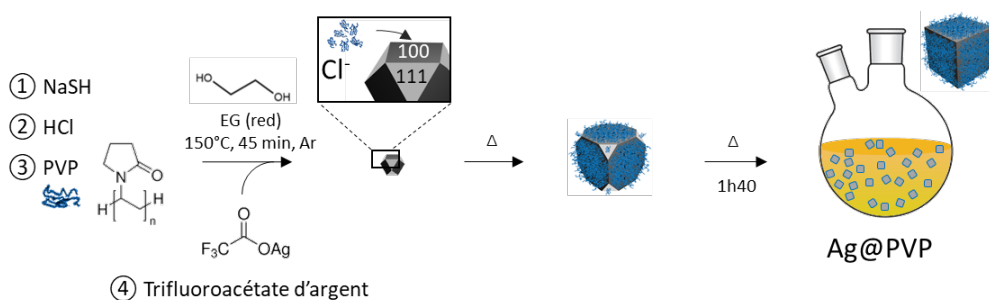 ① NaSH
② HCl
③ PVP
N
O
H
H
n
HO
OH
EG (red)
150°C, 45 min, Ar
O
F₃C
OAg
④ Trifluoroacétate d'argent
Cl⁻
100
111
Δ
Δ
1h40
Ag@PVP